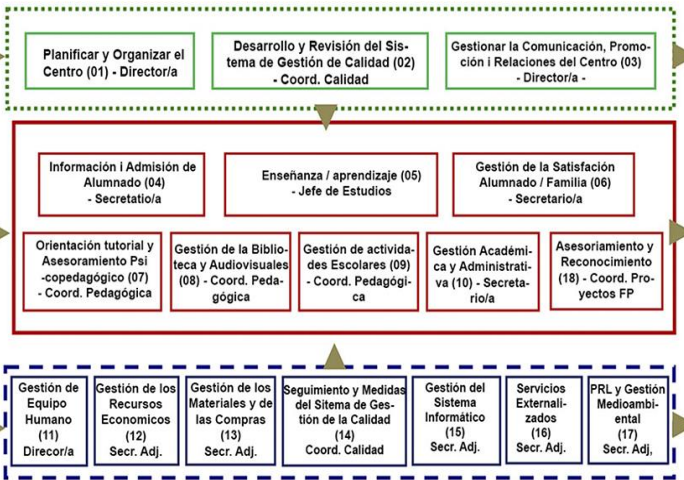 Planificar y Organizar el
Centro (01) - Director/a
Desarrollo y Revisión del Sis-
tema de Gestión de Calidad (02)
- Coord. Calidad
Gestionar la Comunicación, Promo-
ción i Relaciones del Centro (03)
- Director/a -
Información i Admisión de
Alumnado (04)
- Secretatio/a
Enseñanza / aprendizaje (05)
- Jefe de Estudios
Gestión de la Satisfacción
Alumnado / Familia (06)
- Secretario/a
Orientación tutorial y
Asesoramiento Psi
-copedagógico (07)
- Coord. Pedagógica
Gestión de la Biblio-
teca y Audiovisuales
(08) - Coord. Peda-
gógica
Gestión de activida-
des Escolares (09)
- Coord. Pedagógi-
ca
Gestión Académi-
ca y Administrati-
va (10) - Secreta-
rio/a
Asesoriamiento y
Reconocimiento
(18) - Coord. Pro-
yectos FP
Gestión de
Equipo
Humano
(11)
Direcor/a
Gestión de los
Recursos
Economicos
(12)
Secr. Adj.
Gestión de los
Materiales y de
las Compras
(13)
Secr. Adj.
Seguimiento y Medidas
del Sitema de Ges-
tión de la Calidad
(14)
Coord. Calidad
Gestión del
Sistema
Informático
(15)
Secr. Adj.
Servicios
Externali-
zados
(16)
Secr. Adj.
PRL y Gestión
Medioambi-
ental
(17)
Secr. Adj,